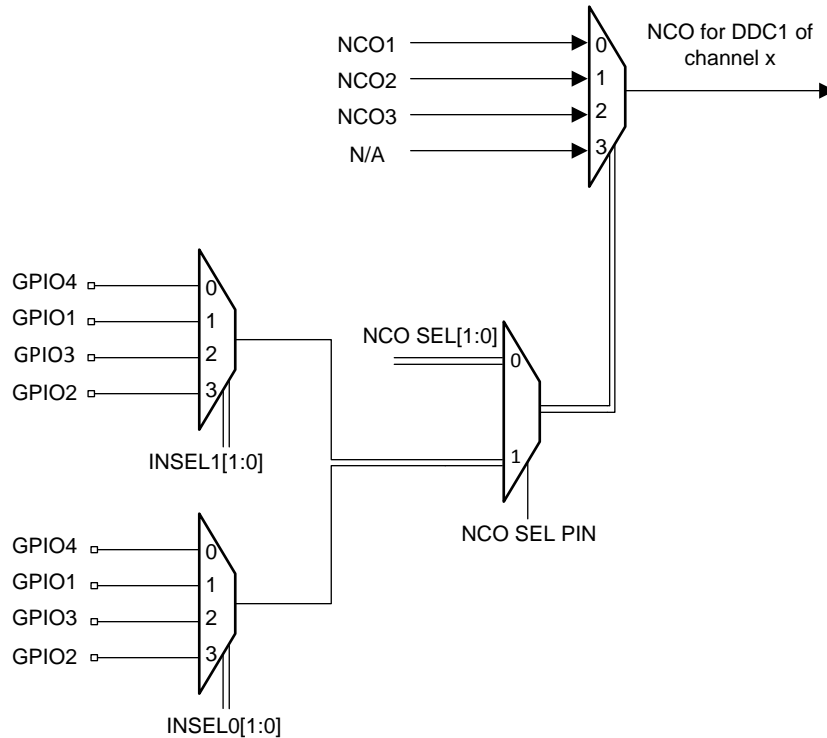 NCO1
NCO2
NCO3
N/A
0
1
2
3
NCO for DDC1 of
channel x
GPIO4
GPIO1
GPIO3
GPIO2
0
1
2
3
INSEL1[1:0]
NCO SEL[1:0]
0
1
NCO SEL PIN
GPIO4
GPIO1
GPIO3
GPIO2
0
1
2
3
INSEL0[1:0]